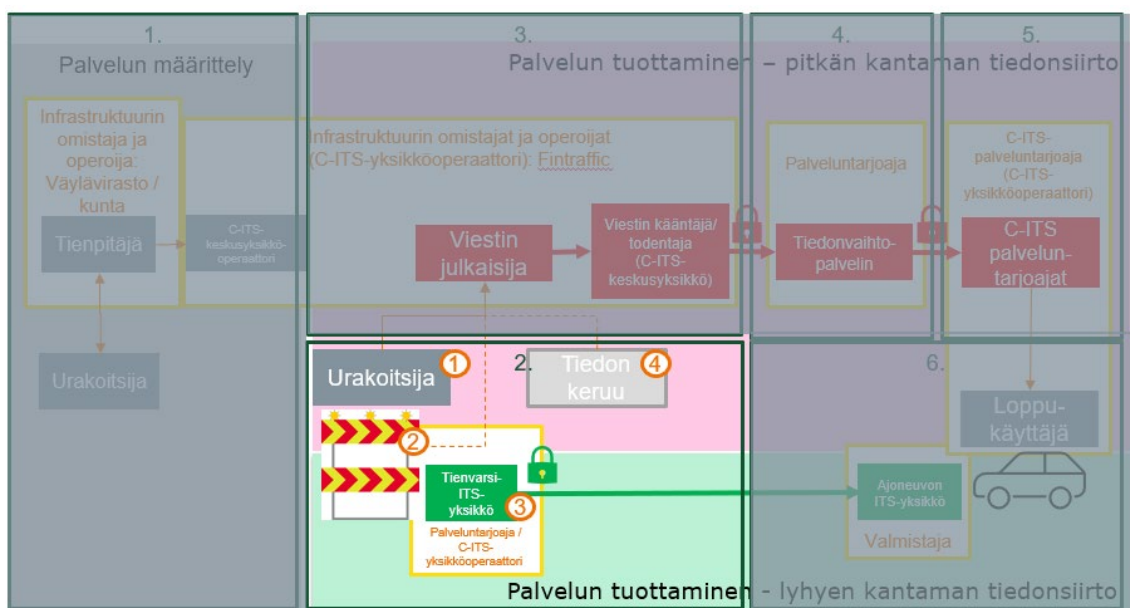 1.
Palvelun määrittely
Infrastruktuurin
omistaja ja
operoija:
Väylävirasto /
kunta
Tienpitäjä
C-ITS-
keskusyksikkö-
operaattori
Urakoitsija
3.
Palvelun tuottaminen – pitkän kantaman tiedonsiirto
4.
5.
Infrastruktuurin omistajat ja operoijat
(C-ITS-yksikköoperaattori): Fintraffic
Viestin
julkaisija
Viestin kääntäjä/
todentaja
(C-ITS-
keskusyksikkö)
Palveluntarjoaja
Tiedonvaihto-
palvelin
C-ITS-
palveluntarjoaja
(C-ITS-
yksikköoperaattori)
C-ITS
palvelun-
tarjoajat
2.
Urakoitsija
1
Tiedon
keruu
4
2
Tienvarsi-
ITS-
yksikkö
3
Palveluntarjoaja /
C-ITS-
yksikköoperaattori
6.
Loppu-
käyttäjä
Ajoneuvon
ITS-yksikkö
Valmistaja
Palvelun tuottaminen - lyhyen kantaman tiedonsiirto